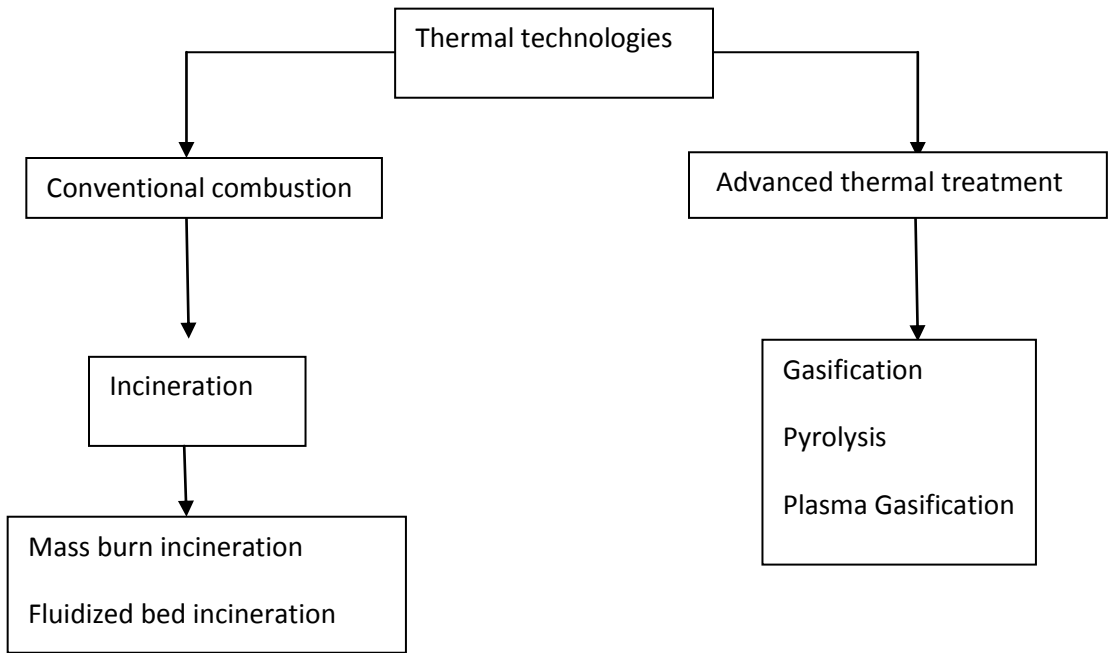 Thermal technologies
Conventional combustion
Advanced thermal treatment
Incineration
Gasification
Pyrolysis
Plasma Gasification
Mass burn incineration
Fluidized bed incineration